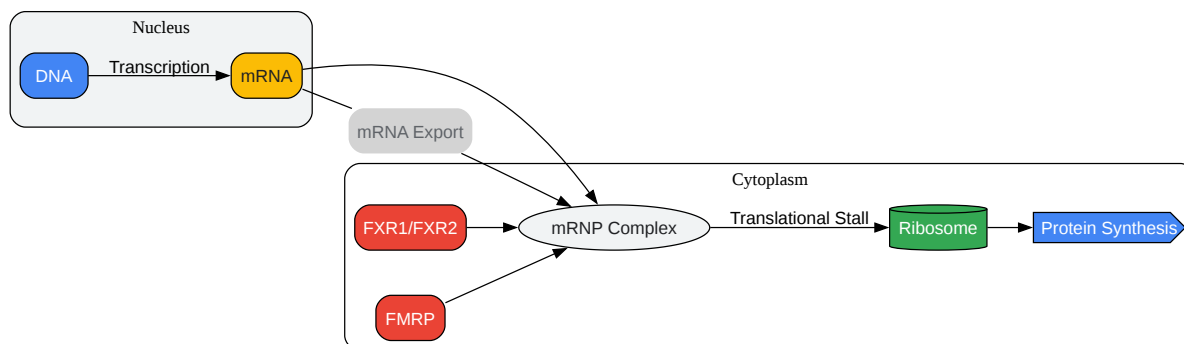 Nucleus
DNA
Transcription
mRNA
mRNA Export
Cytoplasm
FXR1/FXR2
mRNP Complex
Translational Stall
Ribosome
Protein Synthesis
FMRP